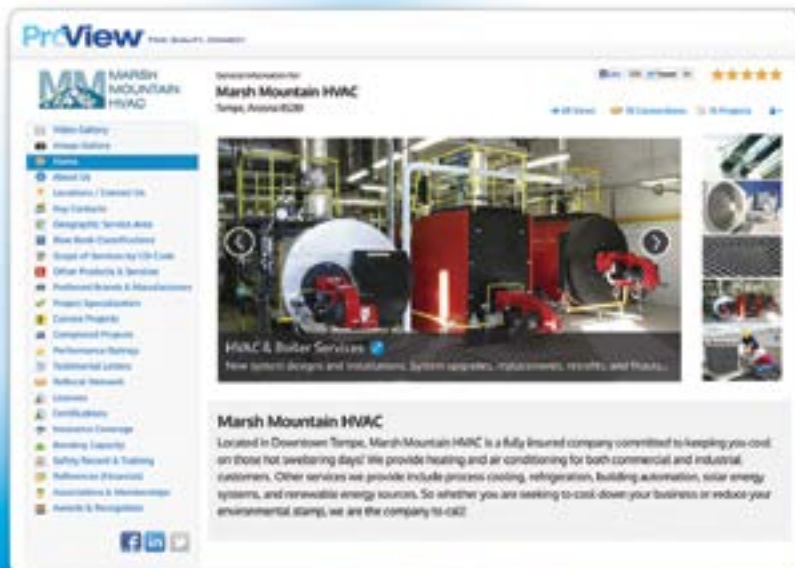 ProView
MM MARSH
MOUNTAIN
HVAC
General Information for
Marsh Mountain HVAC
Tempe, Arizona 85281
Video Gallery
Image Gallery
Home
About Us
Locations / Contact Us
Key Contacts
Geographic Service Area
Blue Book Classifications
Scope of Services by CSI Code
Other Products & Services
Preferred Brands & Manufacturers
Project Specialization
Current Projects
Completed Projects
Performance Ratings
Testimonial Letters
Referral Network
Licenses
Certifications
Insurance Coverage
Bonding Capacity
Safety Record & Training
References (Financial)
Associations & Memberships
Awards & Recognition
HVAC & Boiler Services
New system designs and installations. System upgrades, replacements, retrofits, and
Marsh Mountain HVAC
Located in Downtown Tempe, Marsh Mountain HVAC is a fully insured company committed to keeping you cool
on those hot sweltering days! We provide heating and air conditioning for both commercial and industrial
customers. Other services we provide include process cooling, refrigeration, building automation, solar energy
systems, and renewable energy sources. So whether you are seeking to cool down your business or reduce your
environmental stamp, we are the company to call!
f in